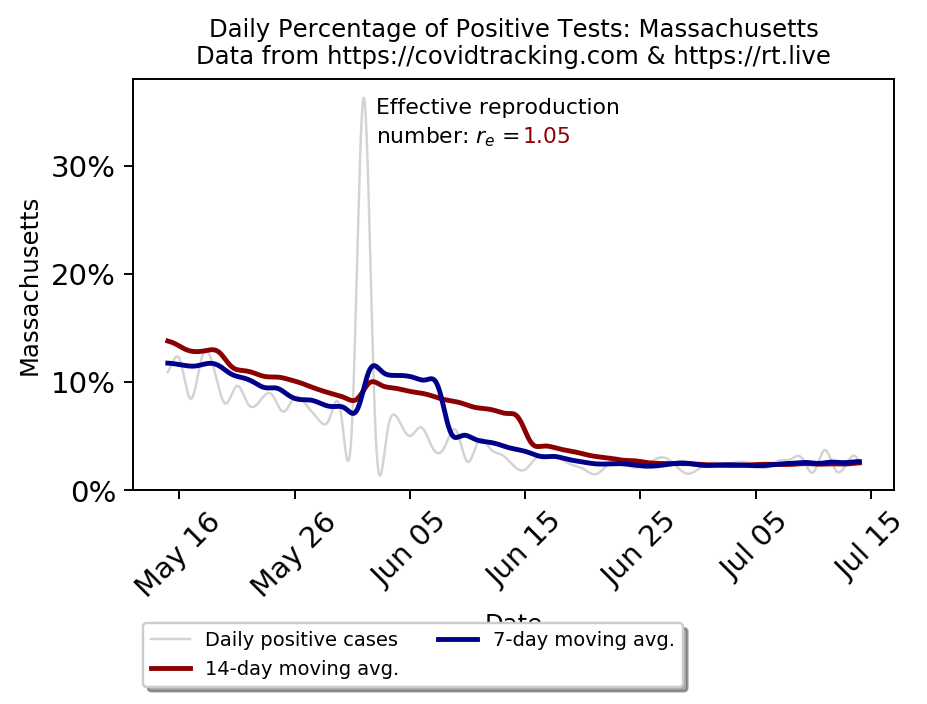 Daily Percentage of Positive Tests: Massachusetts
Data from https://covidtracking.com & https://rt.live
Effective reproduction
number: rₑ =1.05
Massachusetts
30%
20%
10%
0%
May 16
May 26
Jun 05
Jun 15
Jun 25
Jul 05
Jul 15
Date
Daily positive cases
14-day moving avg.
7-day moving avg.